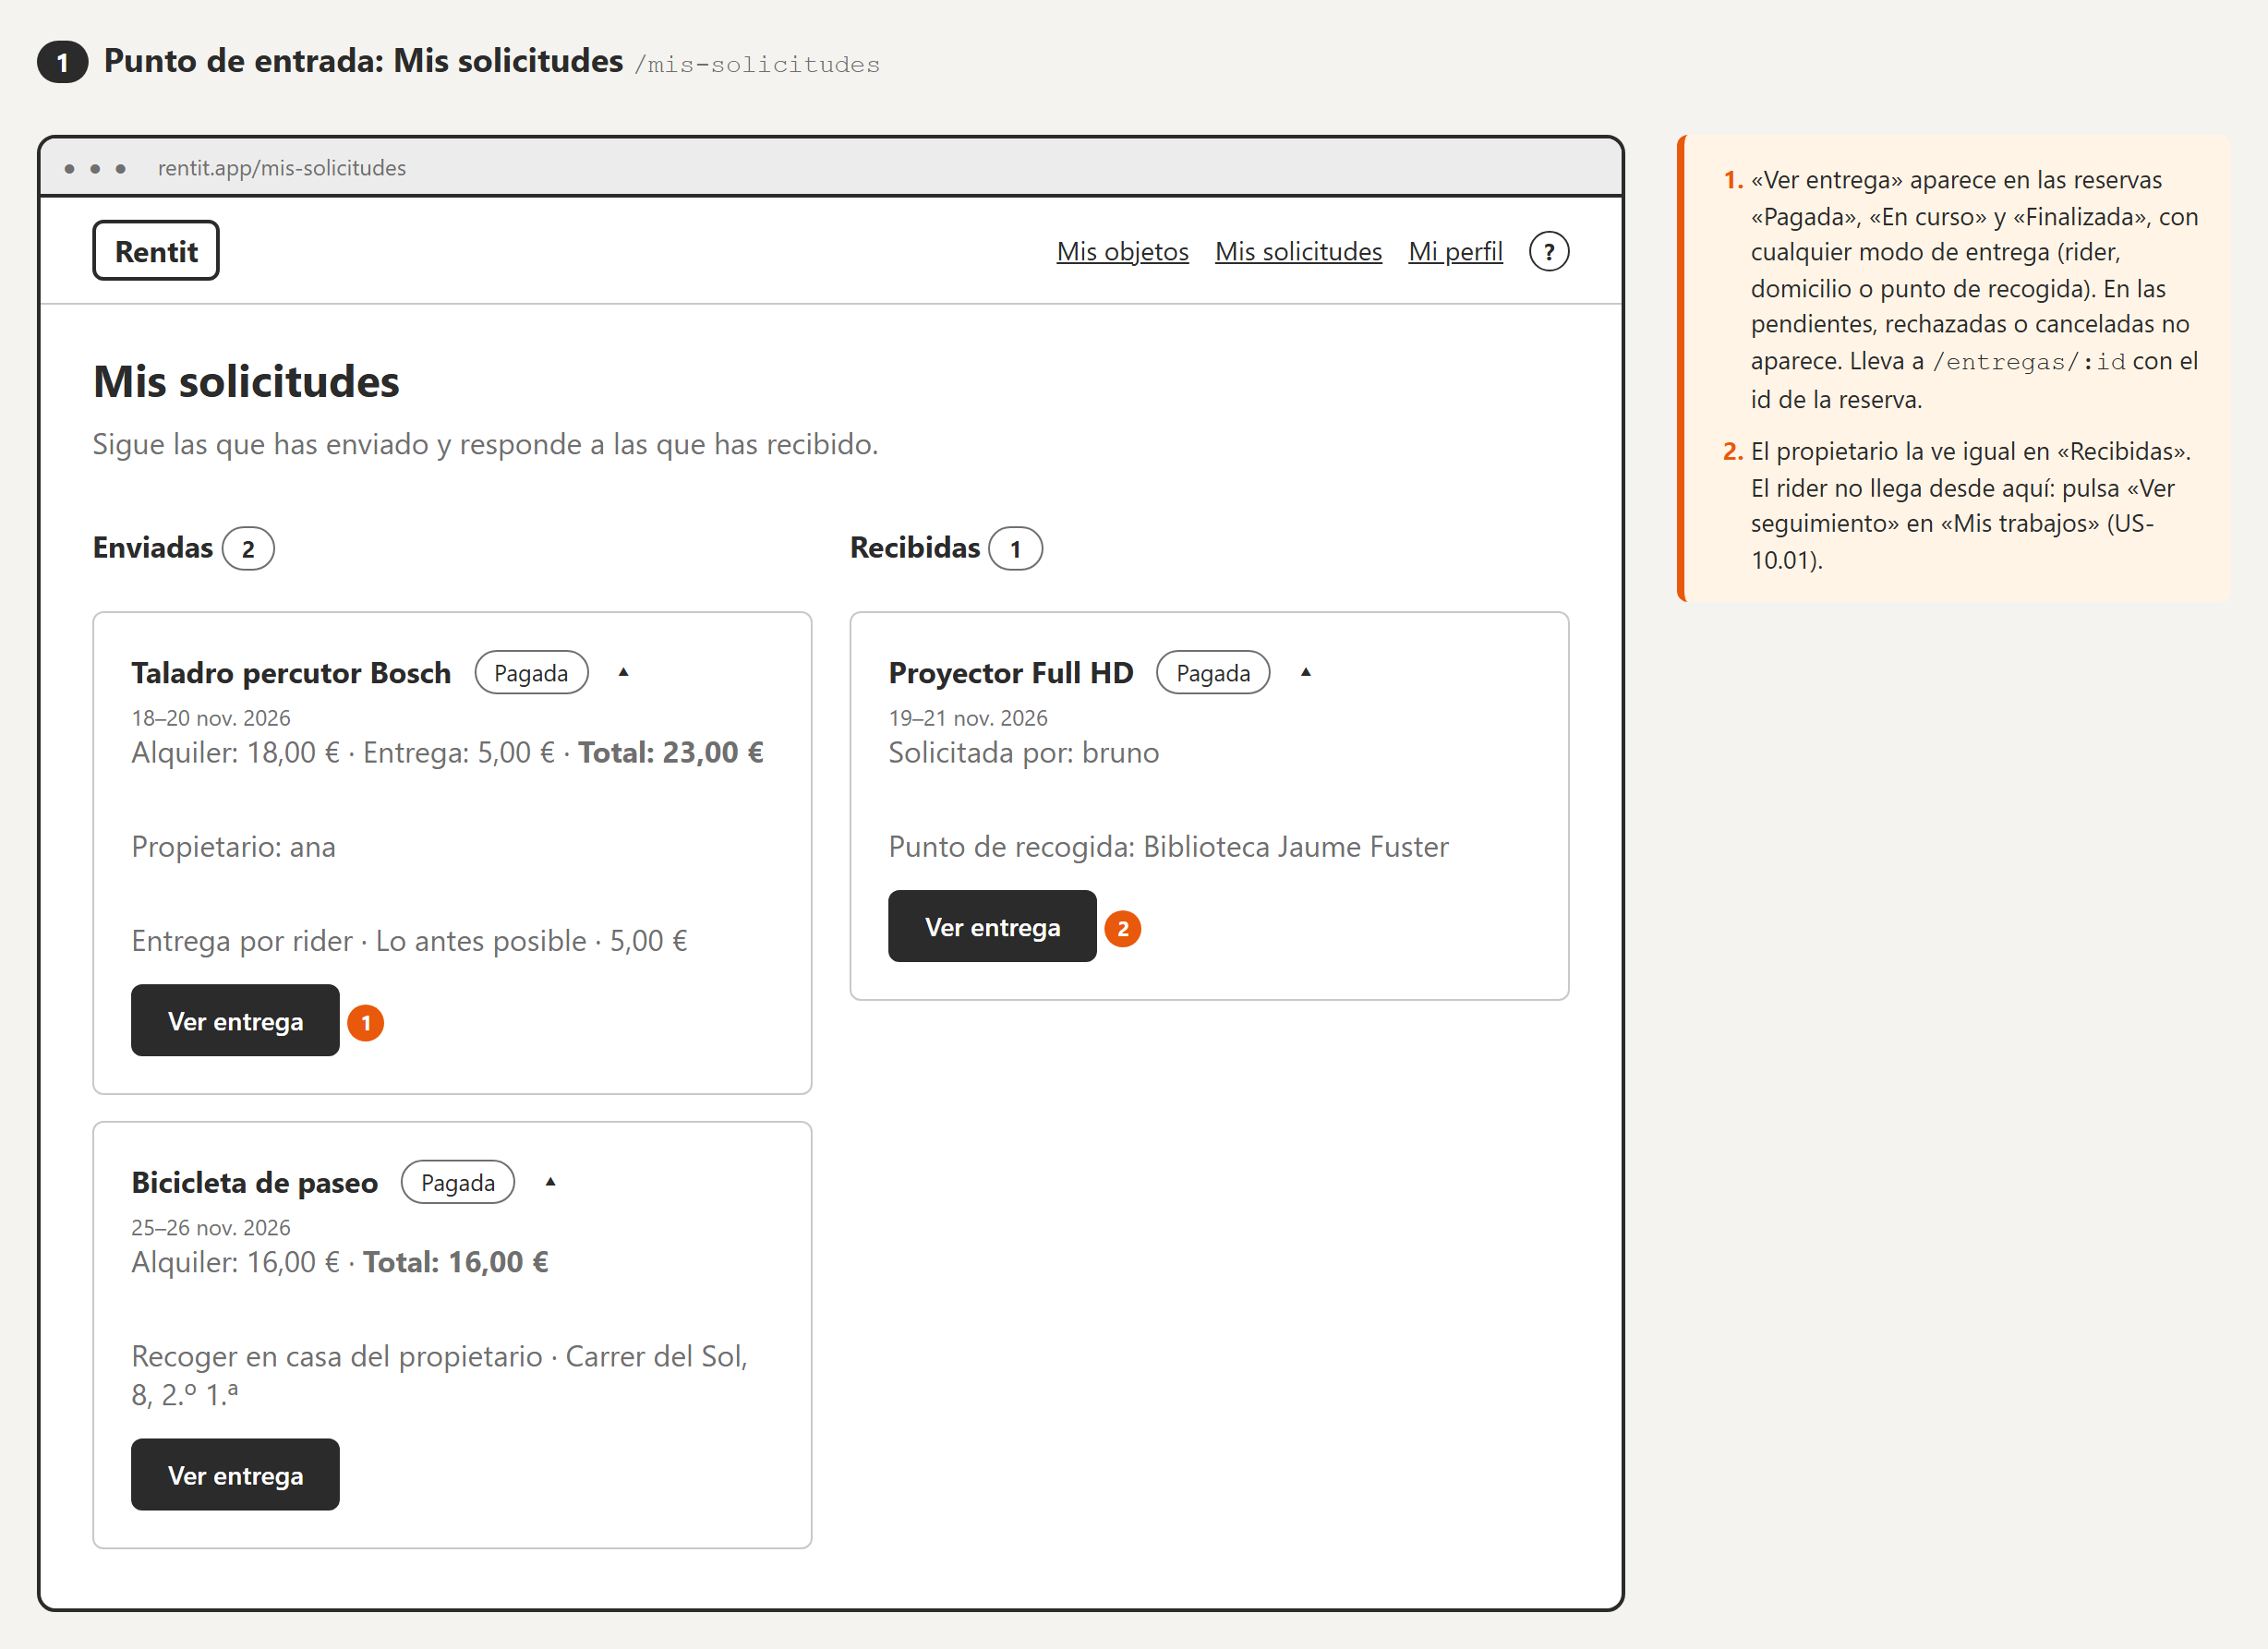 1 Punto de entrada: Mis solicitudes /mis-solicitudes
rentit.app/mis-solicitudes
Rentit
Mis objetos Mis solicitudes Mi perfil ?
Mis solicitudes
Sigue las que has enviado y responde a las que has recibido.
Enviadas 2
Taladro percutor Bosch Pagada ▲
18–20 nov. 2026
Alquiler: 18,00 € · Entrega: 5,00 € · Total: 23,00 €
Propietario: ana
Entrega por rider · Lo antes posible · 5,00 €
Ver entrega 1
Bicicleta de paseo Pagada ▲
25–26 nov. 2026
Alquiler: 16,00 € · Total: 16,00 €
Recoger en casa del propietario · Carrer del Sol,
8, 2.º 1.ª
Ver entrega
Recibidas 1
Proyector Full HD Pagada ▲
19–21 nov. 2026
Solicitada por: bruno
Punto de recogida: Biblioteca Jaume Fuster
Ver entrega 2
1. «Ver entrega» aparece en las reservas
«Pagada», «En curso» y «Finalizada», con
cualquier modo de entrega (rider,
domicilio o punto de recogida). En las
pendientes, rechazadas o canceladas no
aparece. Lleva a /entregas/:id con el
id de la reserva.
2. El propietario la ve igual en «Recibidas».
El rider no llega desde aquí: pulsa «Ver
seguimiento» en «Mis trabajos» (US-
10.01).